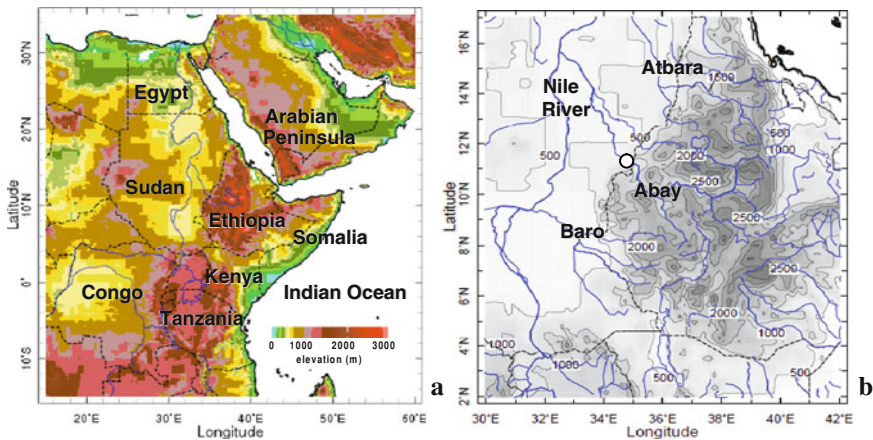 30°N
20°N
10°N
0°
10°S
Latitude
20°E
30°E
40°E
50°E
60°E
Longitude
Egypt
Arabian
Peninsula
Sudan
Ethiopia
Somalia
Kenya
Congo
Indian Ocean
Tanzania
0 1000 2000 3000
elevation (m)
a
16°N
14°N
12°N
10°N
8°N
6°N
4°N
2°N
Latitude
30°E
32°E
34°E
36°E
38°E
40°E
42°E
Longitude
Atbara
1500
Nile
River
500
500
500
1000
2000
Abay
2500
2500
Baro
2000
2500
2000
1000
1000
1000
500
500
b